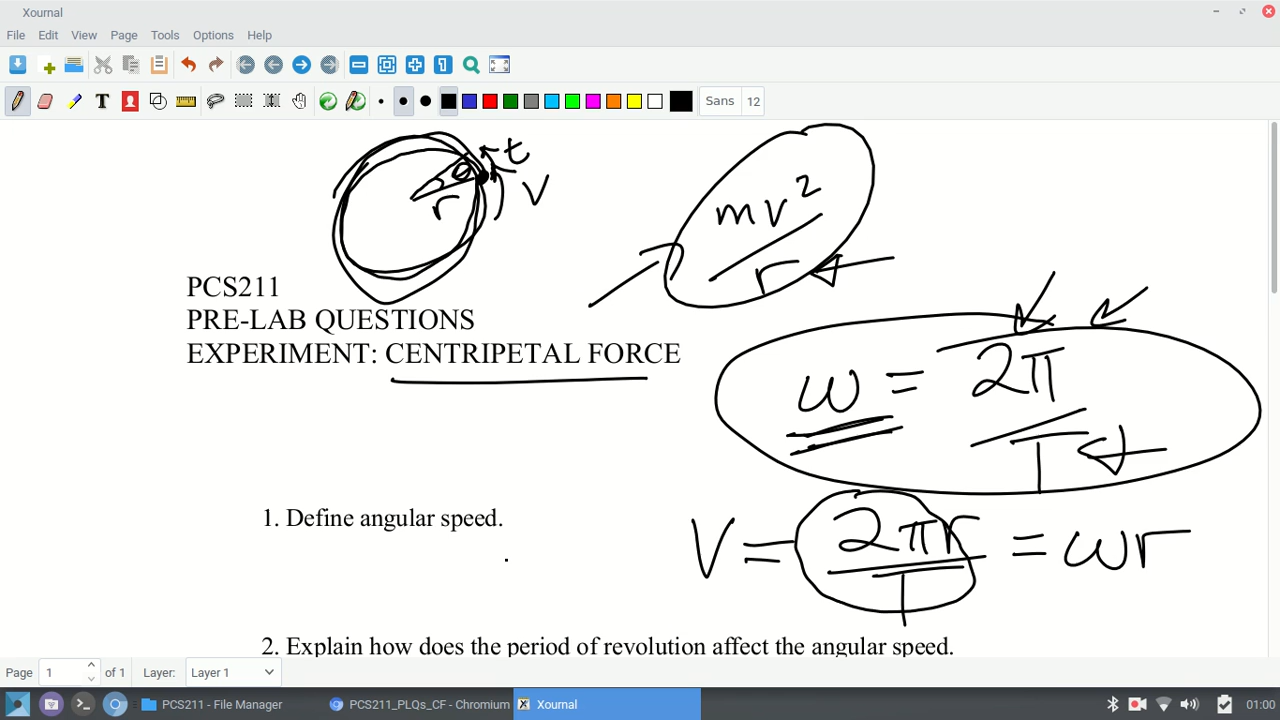 Xournal
File Edit View Page Tools Options Help
Sans 12
θ t
r v
mv²
r
PCS211
PRE-LAB QUESTIONS
EXPERIMENT: CENTRIPETAL FORCE
ω = 2π
T
1. Define angular speed.
V = 2πr = ωr
T
2. Explain how does the period of revolution affect the angular speed.
Page 1 of 1 Layer: Layer 1
PCS211 - File Manager PCS211_PLQs_CF - Chromium Xournal 01:00